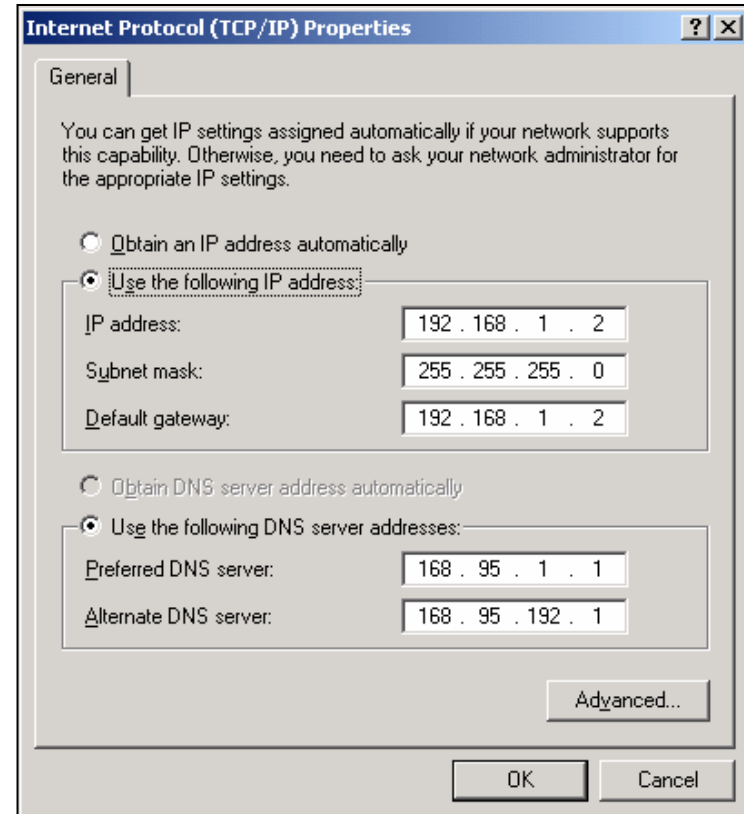 Internet Protocol (TCP/IP) Properties
General
You can get IP settings assigned automatically if your network supports
this capability. Otherwise, you need to ask your network administrator for
the appropriate IP settings.
Obtain an IP address automatically
Use the following IP address:
IP address: 192 . 168 . 1 . 2
Subnet mask: 255 . 255 . 255 . 0
Default gateway: 192 . 168 . 1 . 2
Obtain DNS server address automatically
Use the following DNS server addresses:
Preferred DNS server: 168 . 95 . 1 . 1
Alternate DNS server: 168 . 95 . 192 . 1
Advanced...
OK Cancel